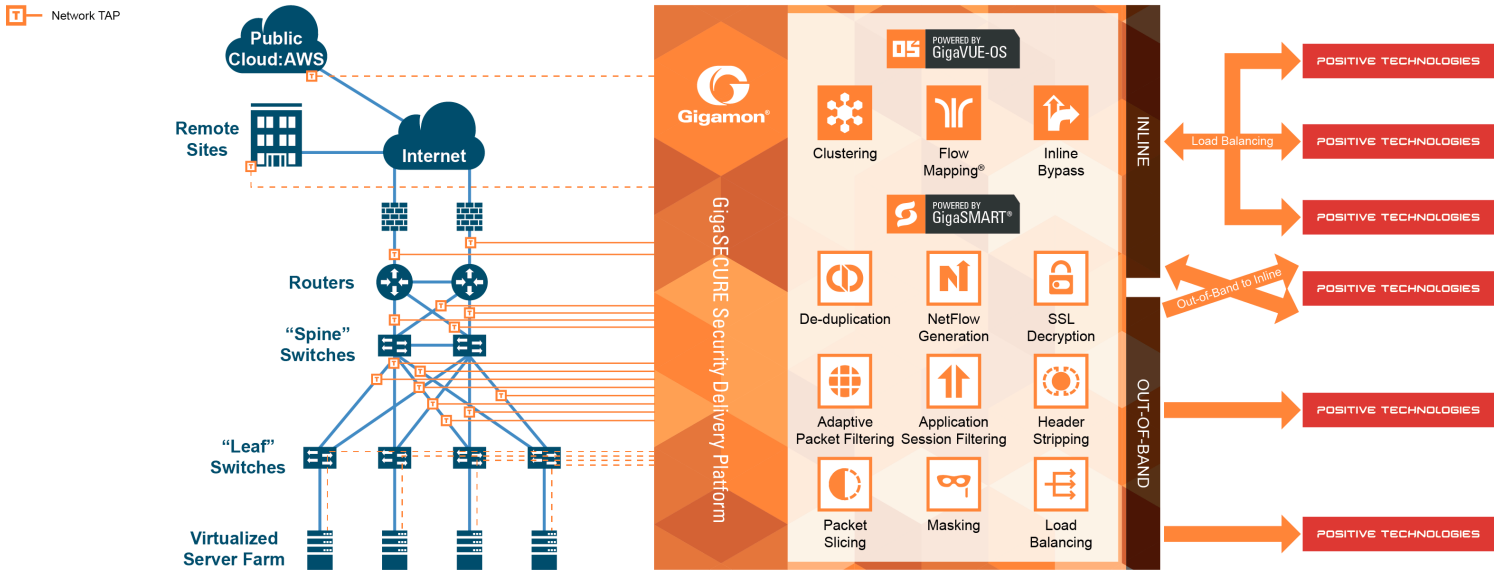 T
Network TAP
Public
Cloud:AWS
T
Remote
Sites
T
Internet
T
T
Routers
T
T
T
T
"Spine"
Switches
T
T
T
T
T
T
T
T
"Leaf"
Switches
Virtualized
Server Farm
Gigamon®
GigaSECURE Security Delivery Platform
OS
POWERED BY
GigaVUE-OS
Clustering
Flow
Mapping®
Inline
Bypass
POWERED BY
GigaSMART®
De-duplication
NetFlow
Generation
SSL
Decryption
Adaptive
Packet Filtering
Application
Session Filtering
Header
Stripping
Packet
Slicing
Masking
Load
Balancing
INLINE
OUT-OF-BAND
Load Balancing
Out-of-Band to Inline
POSITIVE TECHNOLOGIES
POSITIVE TECHNOLOGIES
POSITIVE TECHNOLOGIES
POSITIVE TECHNOLOGIES
POSITIVE TECHNOLOGIES
POSITIVE TECHNOLOGIES